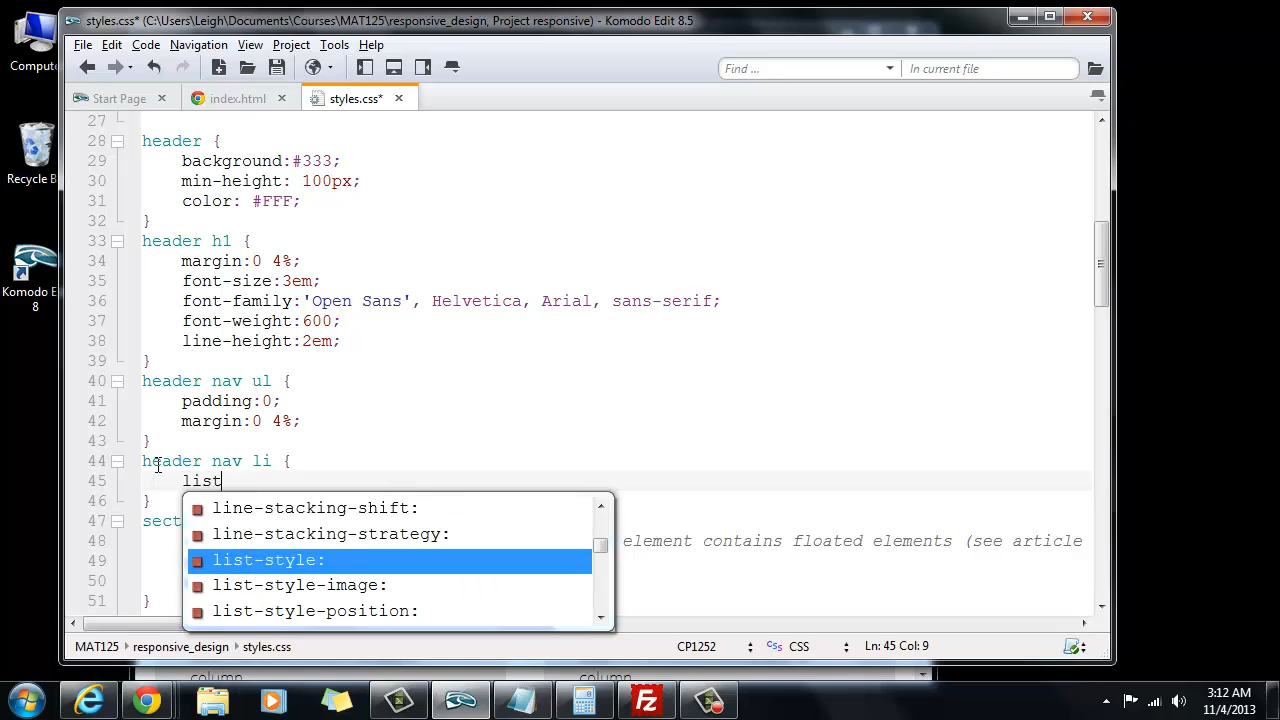 Comput
Recycle B
Komodo E
8
styles.css* (C:\Users\Leigh\Documents\Courses\MAT125\responsive_design, Project responsive) - Komodo Edit 8.5
File Edit Code Navigation View Project Tools Help
Find ... In current file
Start Page index.html styles.css*
27
28 header {
29 background:#333;
30 min-height: 100px;
31 color: #FFF;
32 }
33 header h1 {
34 margin:0 4%;
35 font-size:3em;
36 font-family:'Open Sans', Helvetica, Arial, sans-serif;
37 font-weight:600;
38 line-height:2em;
39 }
40 header nav ul {
41 padding:0;
42 margin:0 4%;
43 }
44 header nav li {
45 list
46 }
47 sect
48 element contains floated elements (see article
49
50
51 }
line-stacking-shift:
line-stacking-strategy:
list-style:
list-style-image:
list-style-position:
MAT125 responsive_design styles.css CP1252 CSS CSS Ln: 45 Col: 9
column column
3:12 AM
11/4/2013